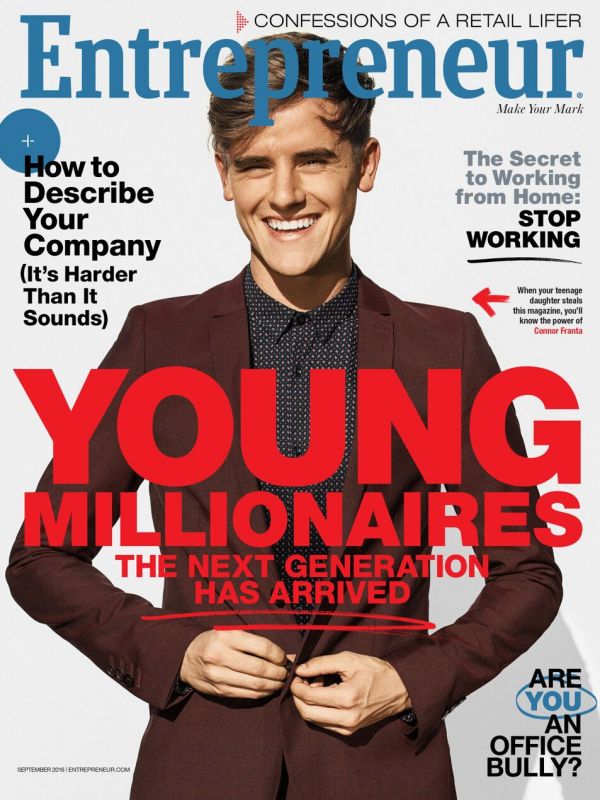 CONFESSIONS OF A RETAIL LIFER
Entrepreneur®
Make Your Mark
+
How to
Describe
Your
Company
(It's Harder
Than It
Sounds)
The Secret
to Working
from Home:
STOP
WORKING
When your teenage
daughter steals
this magazine, you'll
know the power of
Connor Franta
YOUNG
MILLIONAIRES
THE NEXT GENERATION
HAS ARRIVED
ARE
YOU
AN
OFFICE
BULLY?
SEPTEMBER 2016 | ENTREPRENEUR.COM